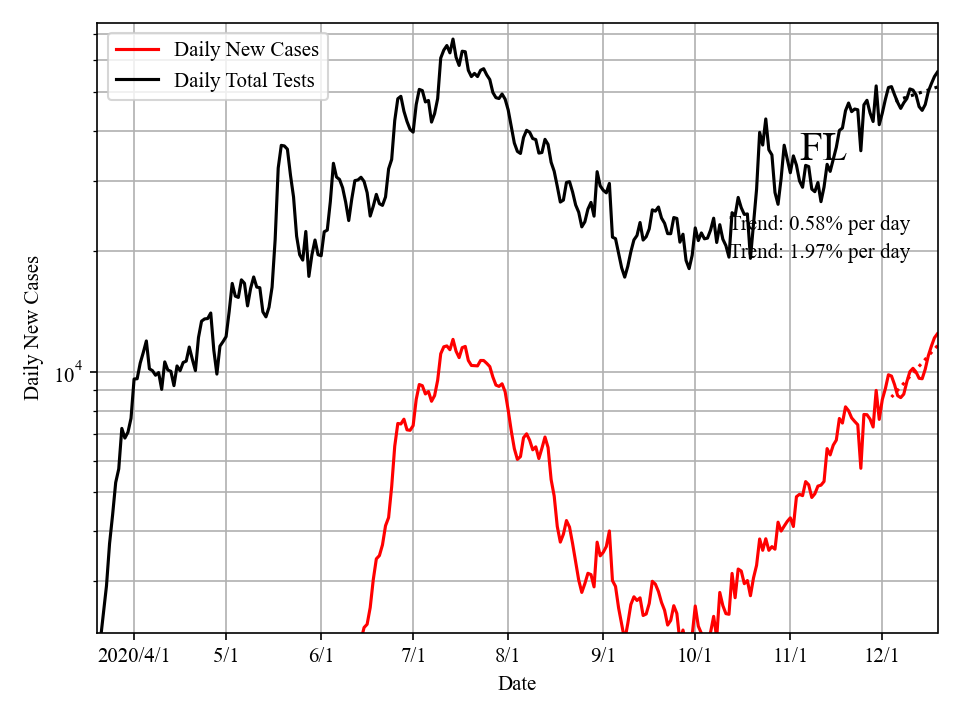 Daily New Cases
Daily Total Tests
FL
Trend: 0.58% per day
Trend: 1.97% per day
Daily New Cases
10^4
2020/4/1 5/1 6/1 7/1 8/1 9/1 10/1 11/1 12/1
Date